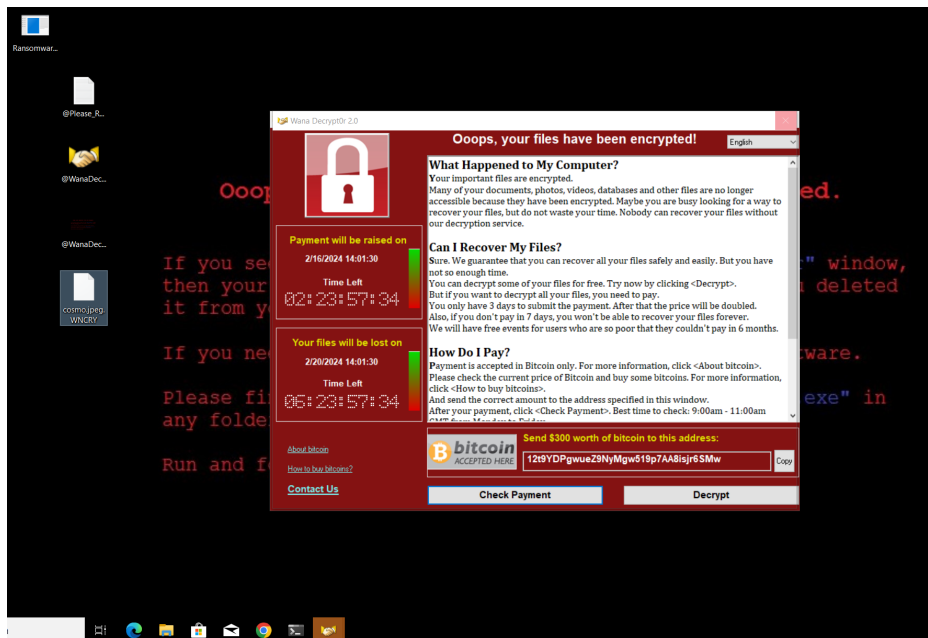 Ransomwar...
@Please_R...
@WanaDec...
@WanaDec...
cosmo.jpeg.
WNCRY
Ooop
ed.
If you se
" window,
then your
deleted
it from y
If you ne
tware.
Please fi
.exe" in
any folde
Run and f
Wana Decrypt0r 2.0
Ooops, your files have been encrypted!
English
Payment will be raised on
2/16/2024 14:01:30
Time Left
02:23:57:34
Your files will be lost on
2/20/2024 14:01:30
Time Left
06:23:57:34
About bitcoin
How to buy bitcoins?
Contact Us
What Happened to My Computer?
Your important files are encrypted.
Many of your documents, photos, videos, databases and other files are no longer
accessible because they have been encrypted. Maybe you are busy looking for a way to
recover your files, but do not waste your time. Nobody can recover your files without
our decryption service.
Can I Recover My Files?
Sure. We guarantee that you can recover all your files safely and easily. But you have
not so enough time.
You can decrypt some of your files for free. Try now by clicking <Decrypt>.
But if you want to decrypt all your files, you need to pay.
You only have 3 days to submit the payment. After that the price will be doubled.
Also, if you don't pay in 7 days, you won't be able to recover your files forever.
We will have free events for users who are so poor that they couldn't pay in 6 months.
How Do I Pay?
Payment is accepted in Bitcoin only. For more information, click <About bitcoin>.
Please check the current price of Bitcoin and buy some bitcoins. For more information,
click <How to buy bitcoins>.
And send the correct amount to the address specified in this window.
After your payment, click <Check Payment>. Best time to check: 9:00am - 11:00am
GMT from Monday to Friday.
bitcoin
ACCEPTED HERE
Send $300 worth of bitcoin to this address:
12t9YDPgwueZ9NyMgw519p7AA8isjr6SMw
Copy
Check Payment
Decrypt